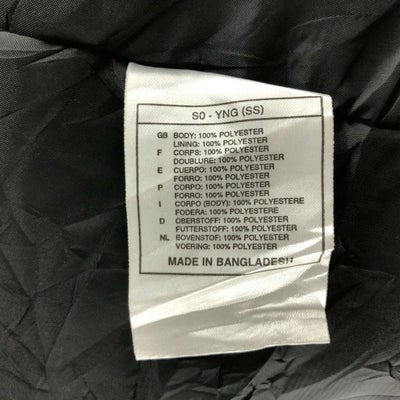 S0 - YNG (SS)
GB BODY: 100% POLYESTER
LINING: 100% POLYESTER
F CORPS: 100% POLYESTER
DOUBLURE: 100% POLYESTER
E CUERPO: 100% POLYESTER
FORRO: 100% POLYESTER
P CORPO: 100% POLYESTER
FORRO: 100% POLYESTER
I CORPO (BODY): 100% POLYESTERE
FODERA: 100% POLYESTERE
D OBERSTOFF: 100% POLYESTER
FUTTERSTOFF: 100% POLYESTER
NL BOVENSTOF: 100% POLYESTER
VOERING: 100% POLYESTER
MADE IN BANGLADESH